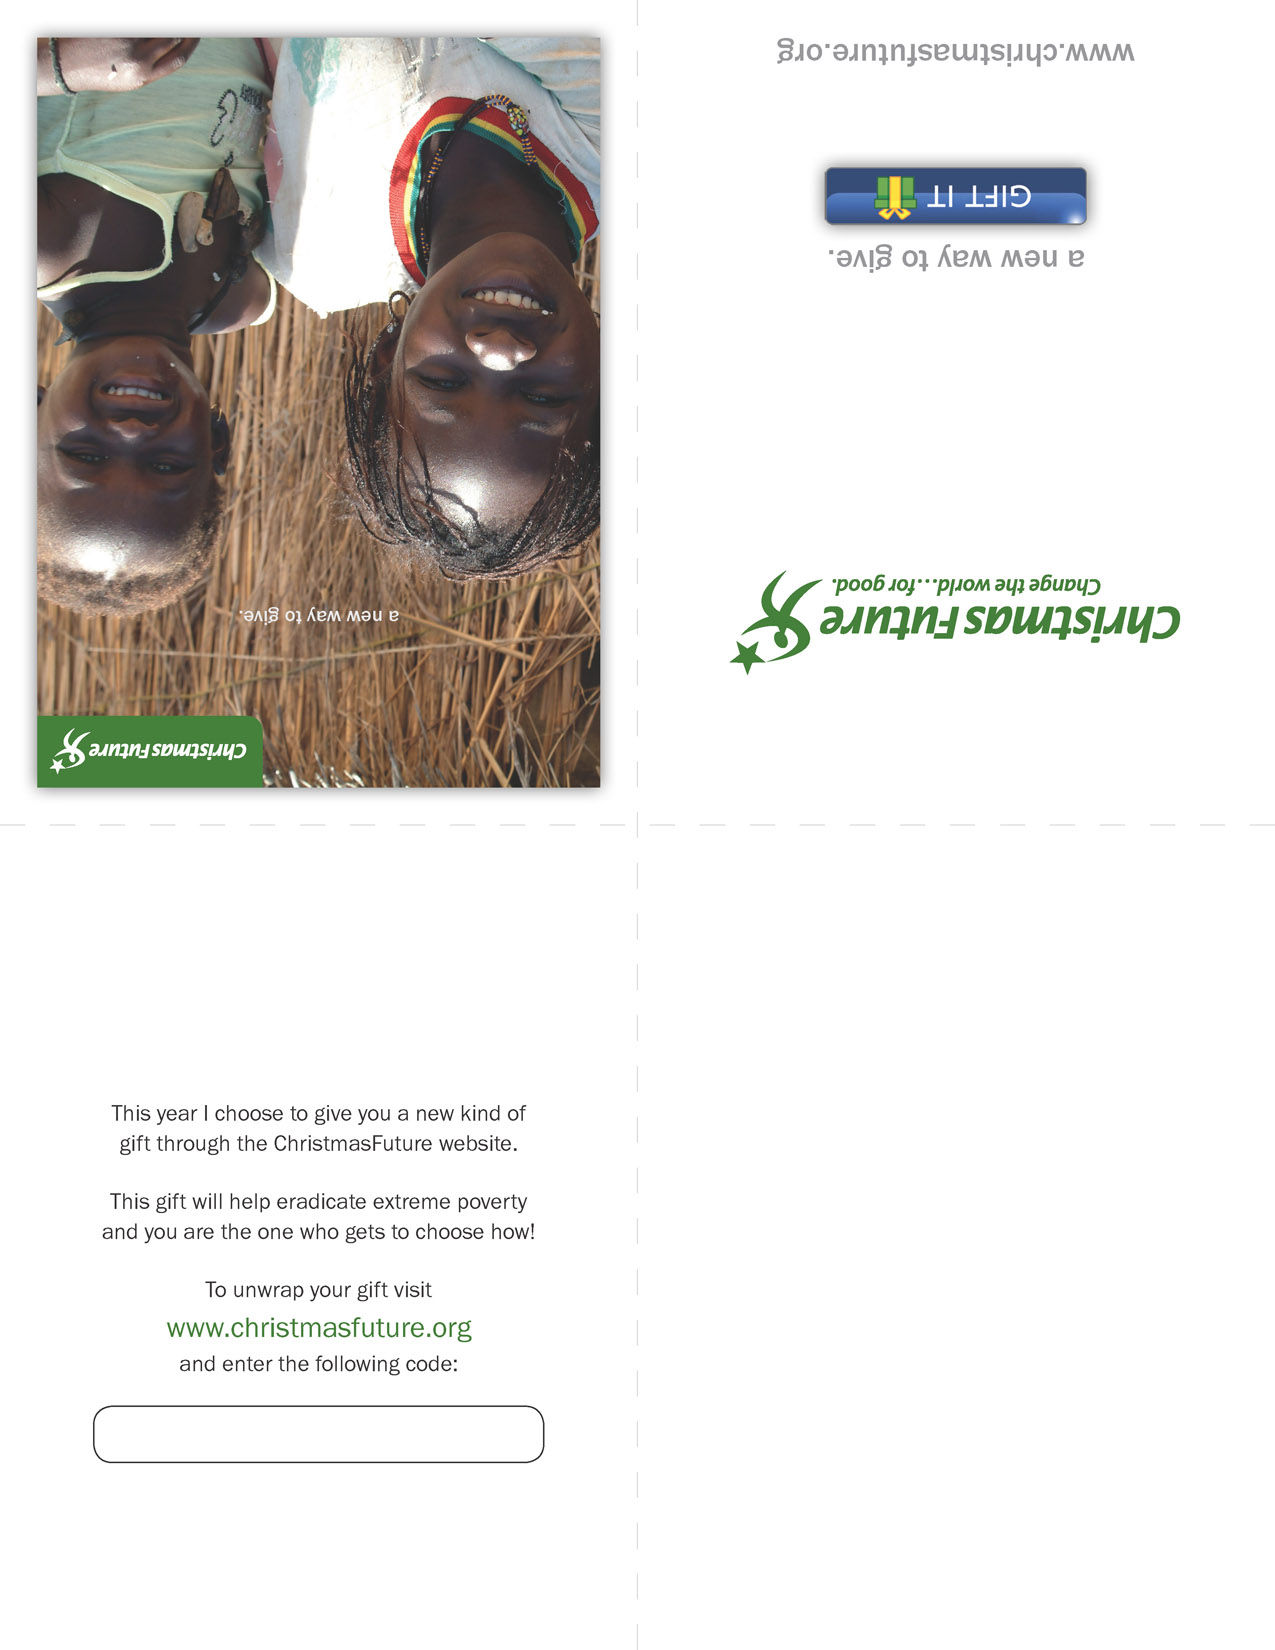 a new way to give.
ChristmasFuture
www.christmasfuture.org
GIFT IT
a new way to give.
Change the world...for good.
ChristmasFuture
This year I choose to give you a new kind of
gift through the ChristmasFuture website.
This gift will help eradicate extreme poverty
and you are the one who gets to choose how!
To unwrap your gift visit
www.christmasfuture.org
and enter the following code: